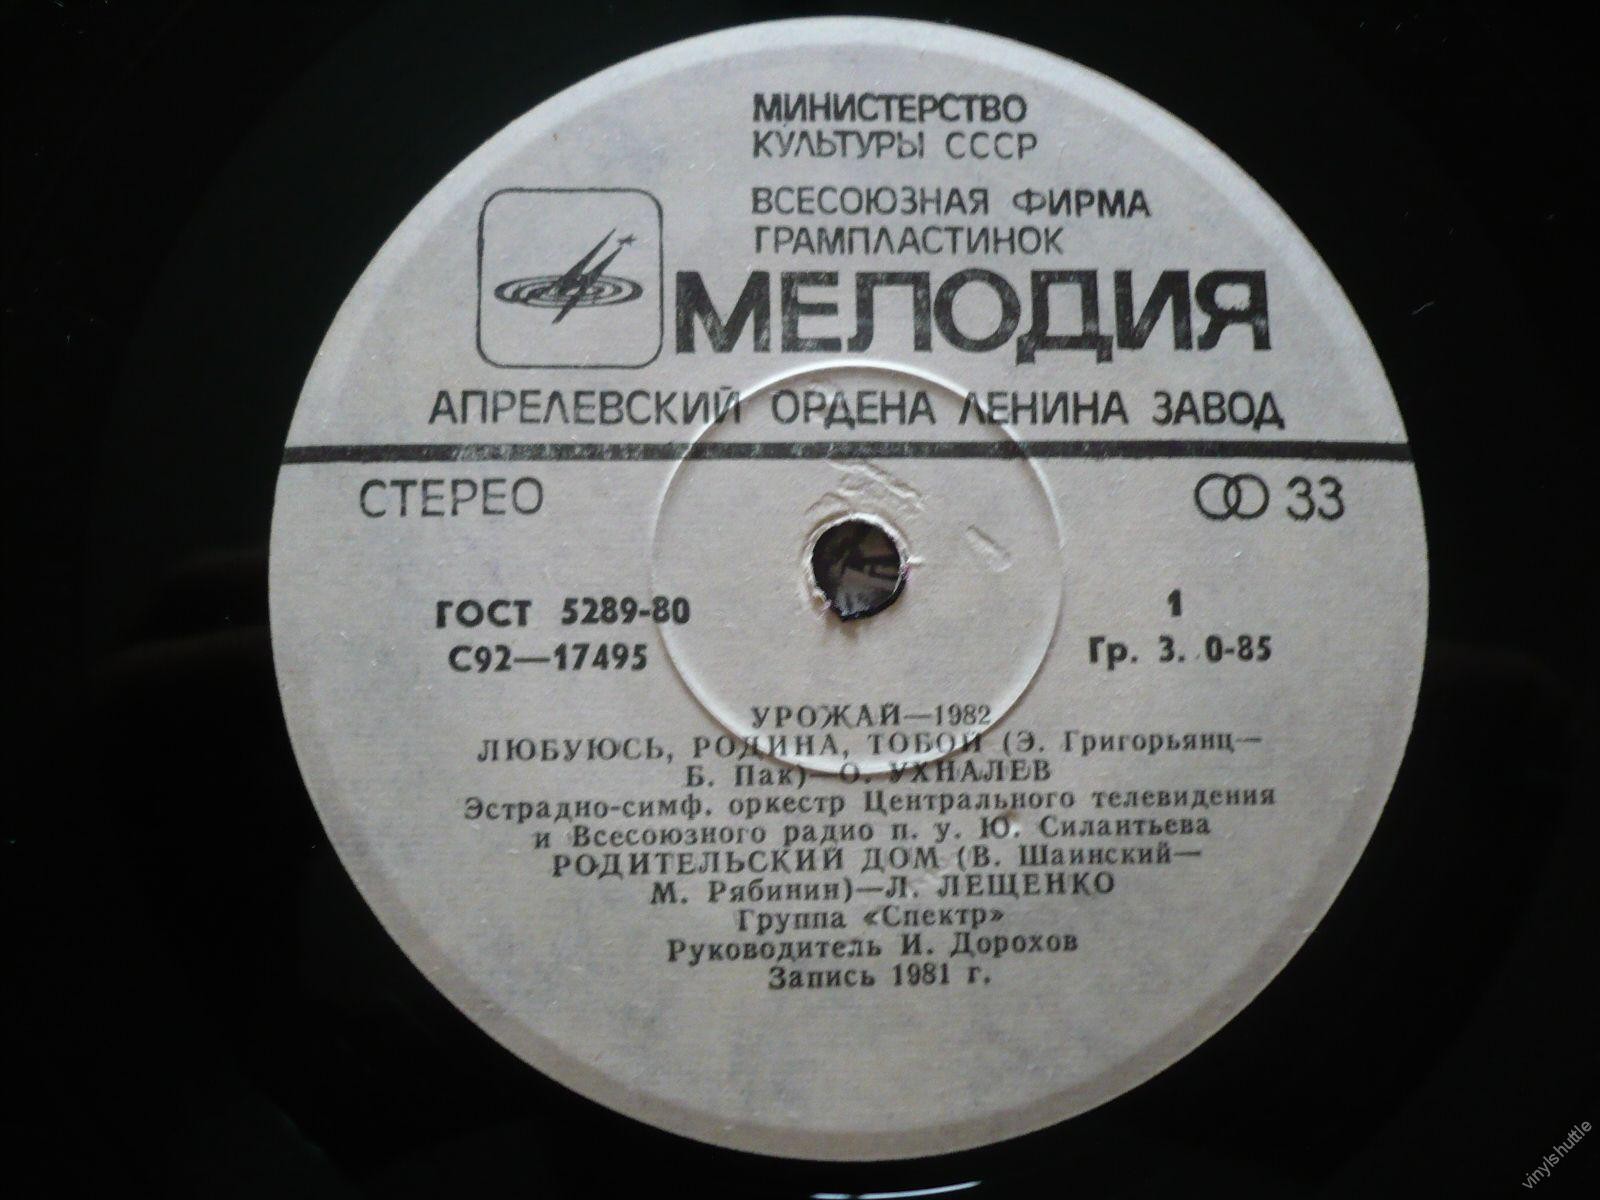 МИНИСТЕРСТВО
КУЛЬТУРЫ СССР
ВСЕСОЮЗНАЯ ФИРМА
ГРАМПЛАСТИНОК
МЕЛОДИЯ
АПРЕЛЕВСКИЙ ОРДЕНА ЛЕНИНА ЗАВОД
СТЕРЕО
33
ГОСТ 5289-80
С92—17495
1
Гр. 3. 0-85
УРОЖАЙ—1982
ЛЮБУЮСЬ, РОДИНА, ТОБОЙ (Э. Григорьянц—
Б. Пак)—О. УХНАЛЕВ
Эстрадно-симф. оркестр Центрального телевидения
и Всесоюзного радио п. у. Ю. Силантьева
РОДИТЕЛЬСКИЙ ДОМ (В. Шаинский—
М. Рябинин)—Л. ЛЕЩЕНКО
Группа «Спектр»
Руководитель И. Дорохов
Запись 1981 г.
vinylshuttle